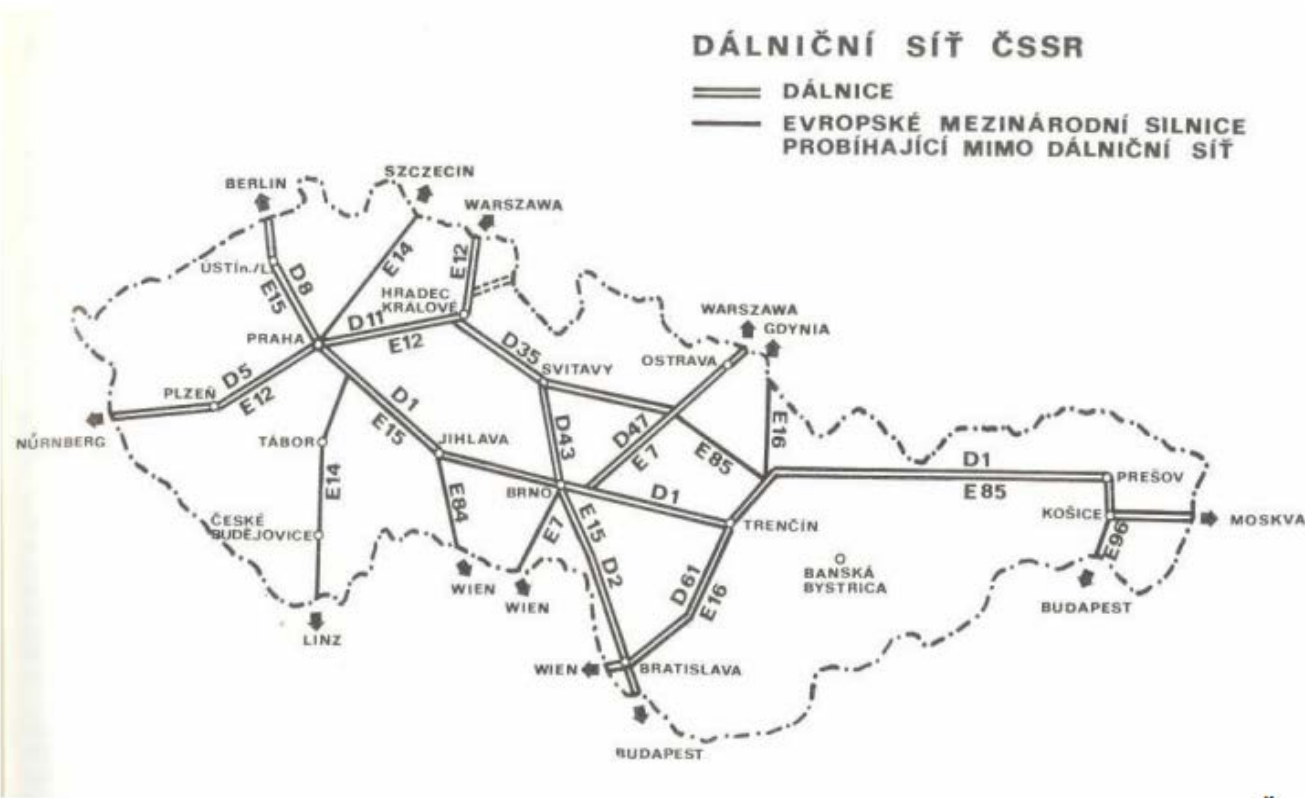 DÁLNIČNÍ SÍŤ ČSSR
DÁLNICE
EVROPSKÉ MEZINÁRODNÍ SILNICE
PROBÍHAJÍCÍ MIMO DÁLNIČNÍ SÍŤ
SZCZECIN
BERLIN
WARSZAWA
E14
E12
ÚSTÍn./L.
D8
E15
HRADEC
KRÁLOVÉ
WARSZAWA
GDYNIA
D11
E12
PRAHA
D35
SVITAVY
OSTRAVA
D5
E12
PLZEŇ
NŰRNBERG
D1
E15
TÁBOR
JIHLAVA
D43
D47
E7
E85
E16
D1
E85
PREŠOV
E14
E84
BRNO
D1
E7
E15
D2
TRENČÍN
KOŠICE
MOSKVA
E96
ČESKÉ
BUDĚJOVICE
BANSKÁ
BYSTRICA
WIEN
WIEN
D61
E16
BUDAPEST
LINZ
WIEN
BRATISLAVA
BUDAPEST